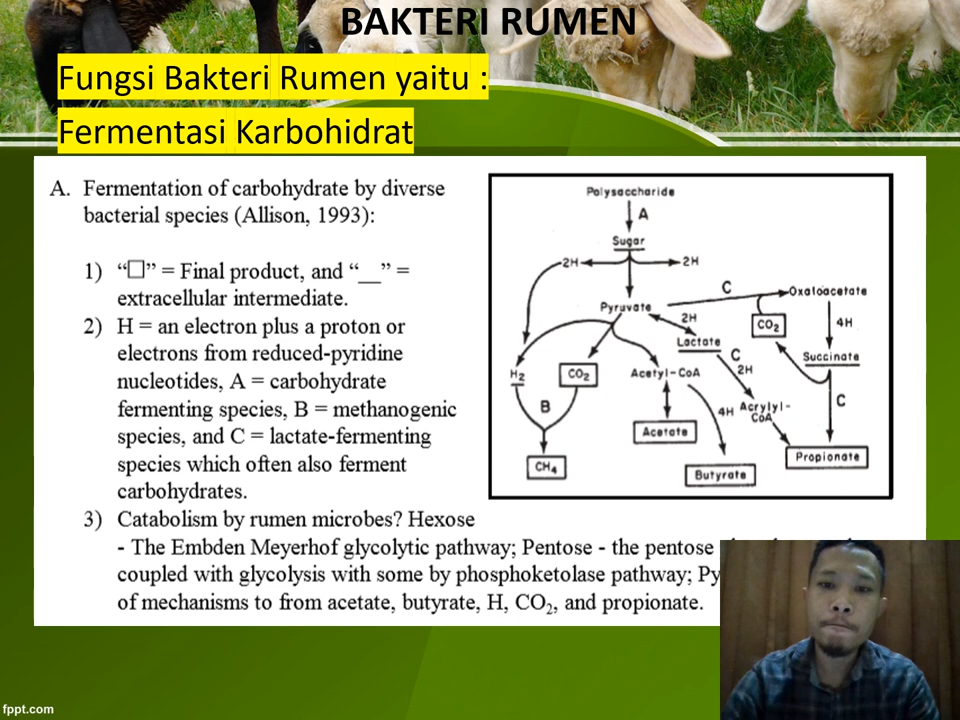 BAKTERI RUMEN
Fungsi Bakteri Rumen yaitu :
Fermentasi Karbohidrat
A. Fermentation of carbohydrate by diverse
bacterial species (Allison, 1993):
1) “□” = Final product, and “__” =
extracellular intermediate.
2) H = an electron plus a proton or
electrons from reduced-pyridine
nucleotides, A = carbohydrate
fermenting species, B = methanogenic
species, and C = lactate-fermenting
species which often also ferment
carbohydrates.
3) Catabolism by rumen microbes? Hexose
- The Embden Meyerhof glycolytic pathway; Pentose - the pentose
coupled with glycolysis with some by phosphoketolase pathway;
of mechanisms to from acetate, butyrate, H, CO₂, and propionate.
Polysaccharide
A
Sugar
2H
2H
Pyruvate
C
Oxaloacetate
2H
CO₂
4H
Lactate
Succinate
H₂
CO₂
Acetyl-CoA
C
2H
C
B
4H
Acrylyl-
CoA
Acetate
Propionate
CH₄
Butyrate
fppt.com